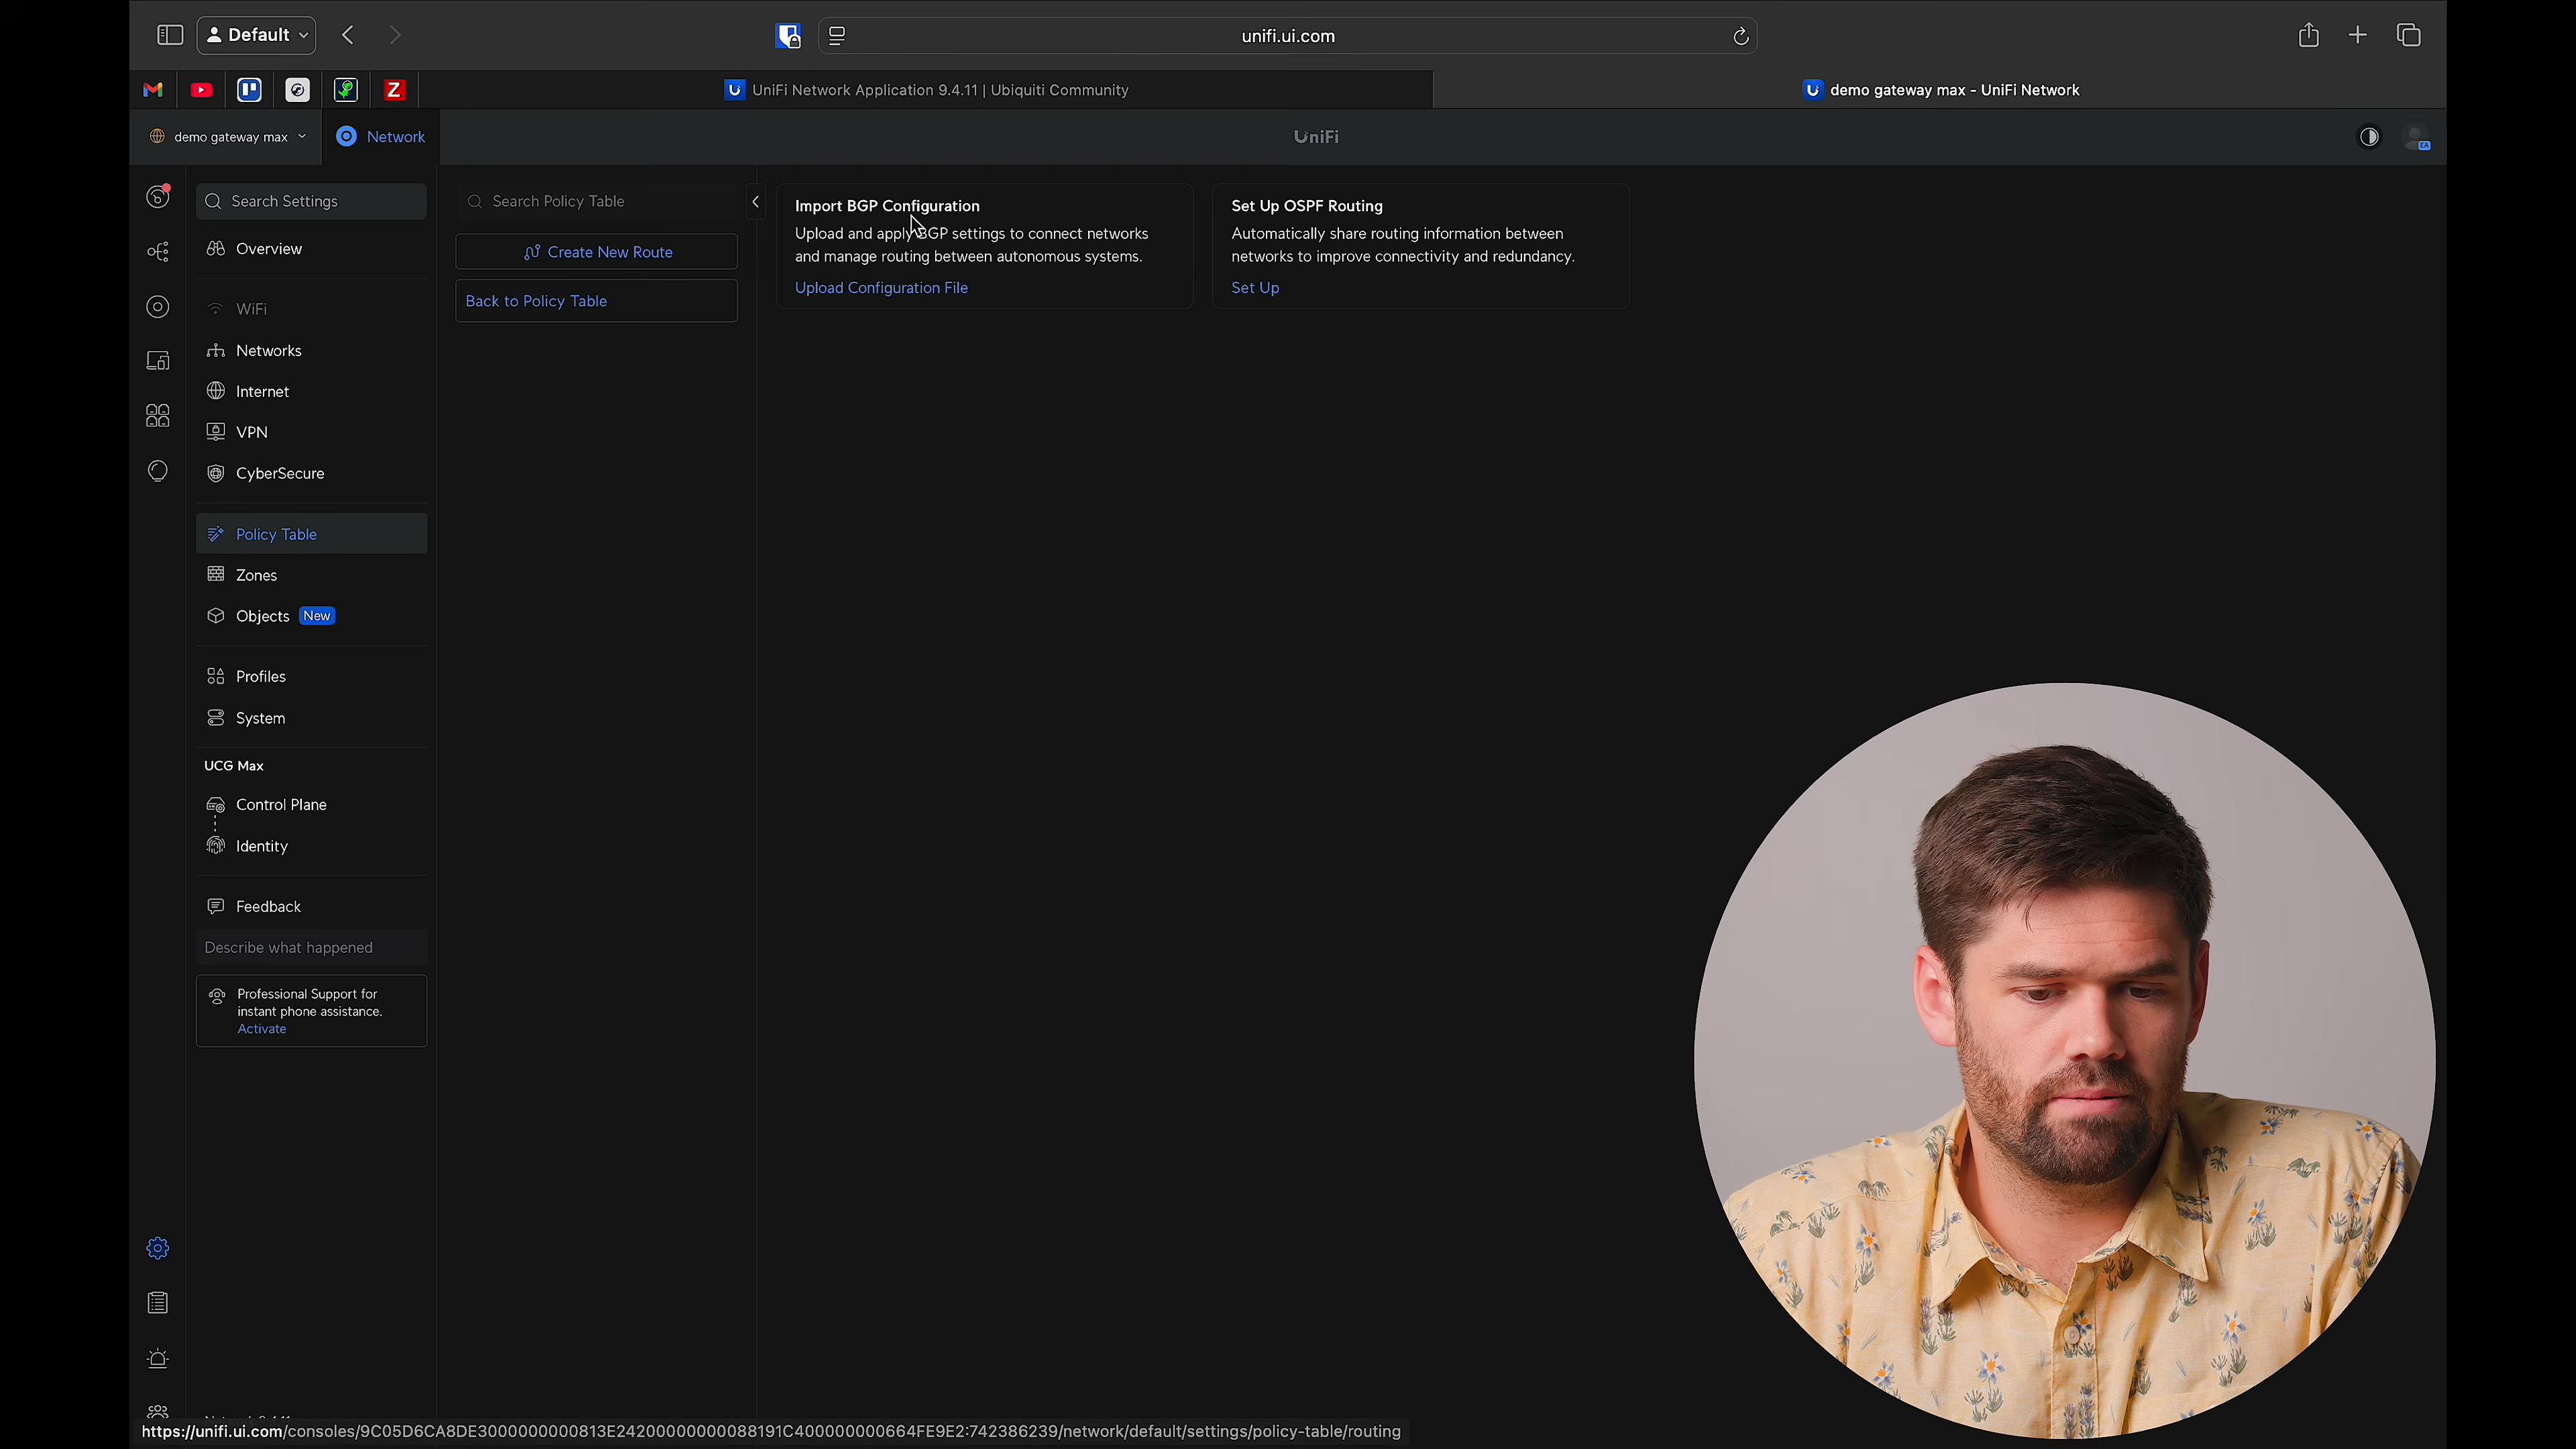 Default
unifi.ui.com
Z
UniFi Network Application 9.4.11 | Ubiquiti Community
demo gateway max - UniFi Network
demo gateway max
Network
UniFi
EA
Search Settings
Overview
WiFi
Networks
Internet
VPN
CyberSecure
Policy Table
Zones
Objects New
Profiles
System
UCG Max
Control Plane
Identity
Feedback
Describe what happened
Professional Support for
instant phone assistance.
Activate
Search Policy Table
Create New Route
Back to Policy Table
Import BGP Configuration
Upload and apply BGP settings to connect networks
and manage routing between autonomous systems.
Upload Configuration File
Set Up OSPF Routing
Automatically share routing information between
networks to improve connectivity and redundancy.
Set Up
https://unifi.ui.com/consoles/9C05D6CA8DE3000000000813E24200000000088191C400000000664FE9E2:742386239/network/default/settings/policy-table/routing